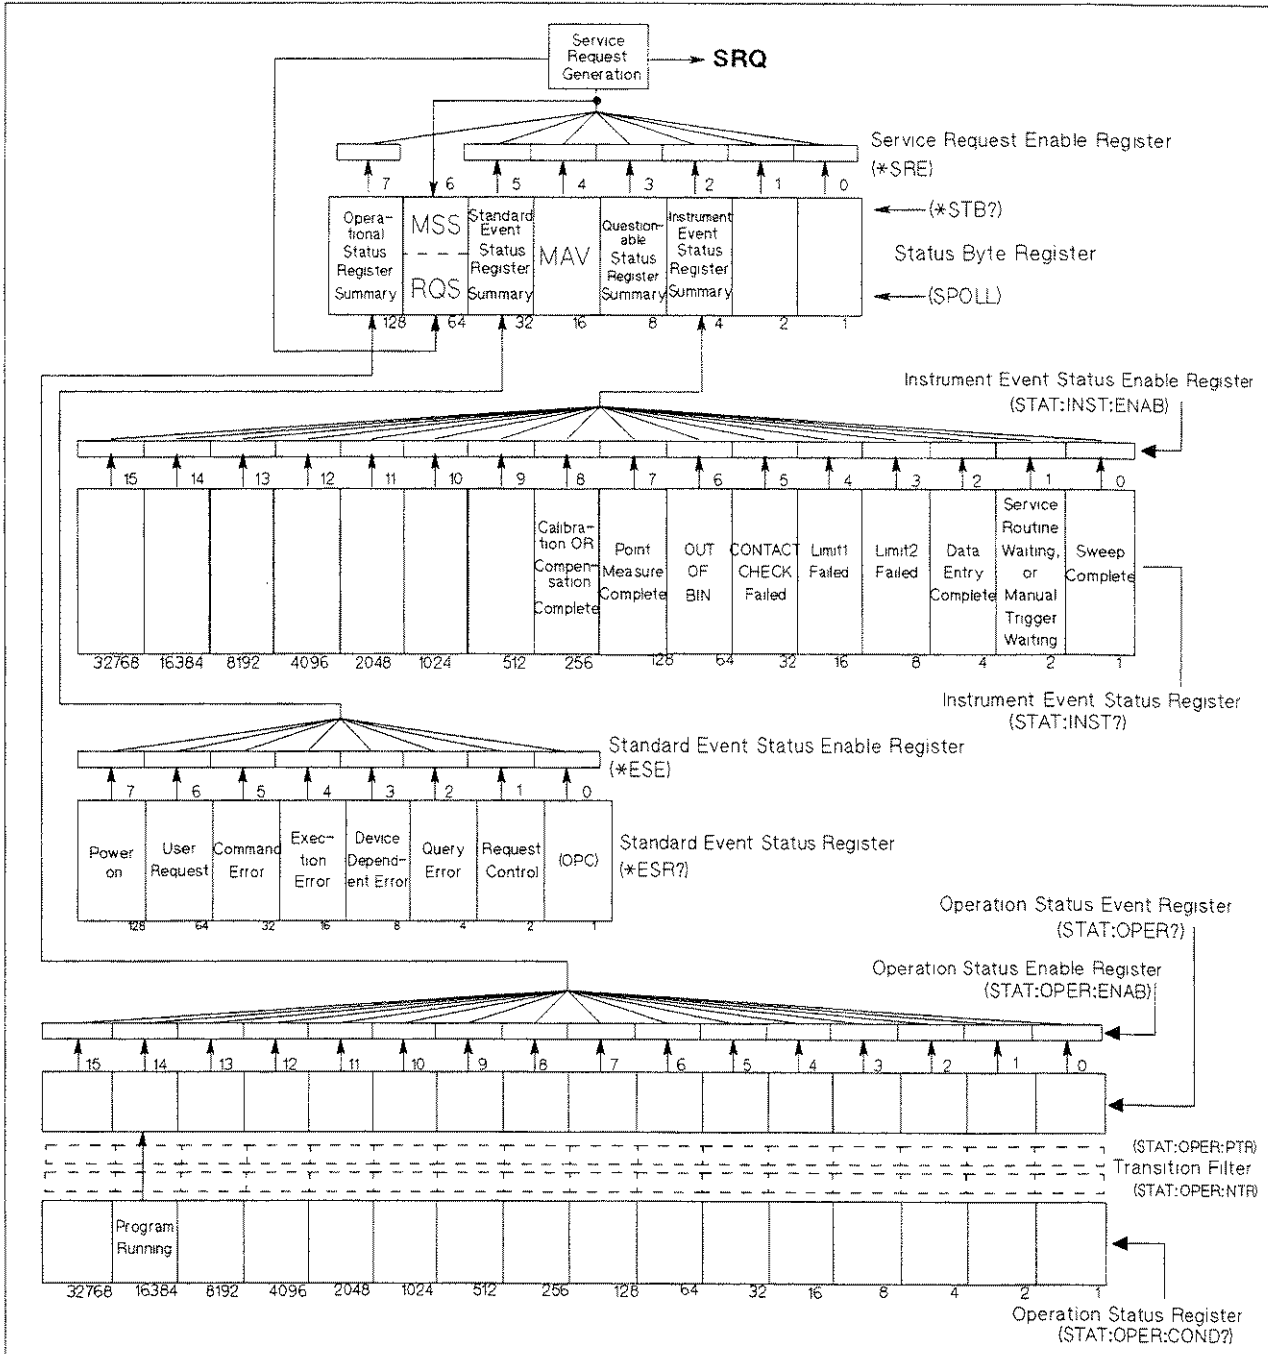 Service
Request
Generation
SRQ
Service Request Enable Register
(*SRE)
7 6 5 4 3 2 1 0
Opera-
tional
Status
Register
Summary
MSS
RQS
Standard
Event
Status
Register
Summary
MAV
Question-
able
Status
Register
Summary
Instrument
Event
Status
Register
Summary
(*STB?)
Status Byte Register
(SPOLL)
128 64 32 16 8 4 2 1
Instrument Event Status Enable Register
(STAT:INST:ENAB)
15 14 13 12 11 10 9 8 7 6 5 4 3 2 1 0
Calibra-
tion OR
Compen-
sation
Complete
Point
Measure
Complete
OUT
OF
BIN
CONTACT
CHECK
Failed
Limit1
Failed
Limit2
Failed
Data
Entry
Complete
Service
Routine
Waiting,
or
Manual
Trigger
Waiting
Sweep
Complete
32768 16384 8192 4096 2048 1024 512 256 128 64 32 16 8 4 2 1
Instrument Event Status Register
(STAT:INST?)
Standard Event Status Enable Register
(*ESE)
7 6 5 4 3 2 1 0
Power
on
User
Request
Command
Error
Exec-
tion
Error
Device
Depend-
ent Error
Query
Error
Request
Control
(OPC)
Standard Event Status Register
(*ESR?)
128 64 32 16 8 4 2 1
Operation Status Event Register
(STAT:OPER?)
Operation Status Enable Register
(STAT:OPER:ENAB)
15 14 13 12 11 10 9 8 7 6 5 4 3 2 1 0
(STAT:OPER:PTR)
Transition Filter
(STAT:OPER:NTR)
Program
Running
32768 16384 8192 4096 2048 1024 512 256 128 64 32 16 8 4 2 1
Operation Status Register
(STAT:OPER:COND?)